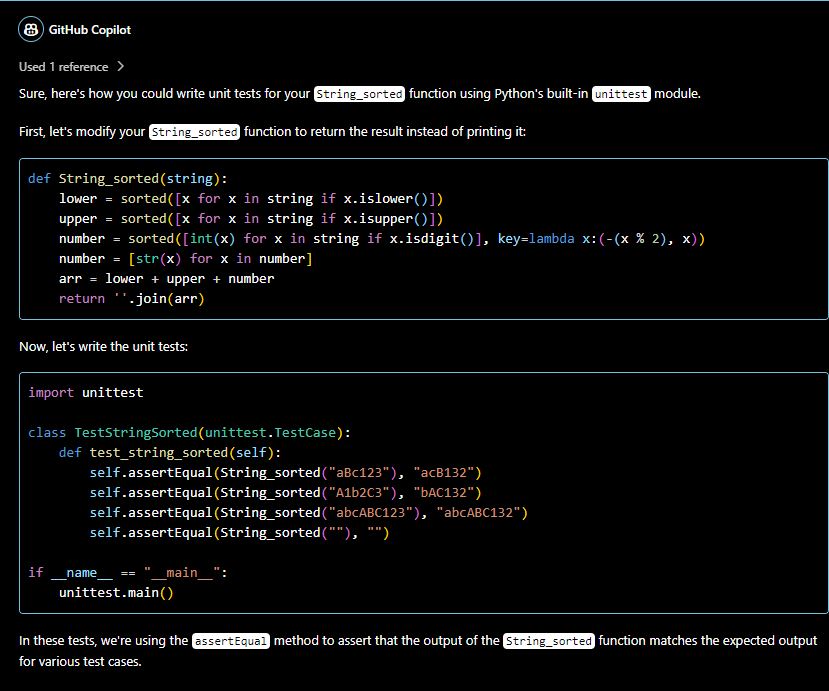 GitHub Copilot
Used 1 reference
Sure, here's how you could write unit tests for your String_sorted function using Python's built-in unittest module.
First, let's modify your String_sorted function to return the result instead of printing it:
def String_sorted(string):
    lower = sorted([x for x in string if x.islower()])
    upper = sorted([x for x in string if x.isupper()])
    number = sorted([int(x) for x in string if x.isdigit()], key=lambda x:(-(x % 2), x))
    number = [str(x) for x in number]
    arr = lower + upper + number
    return ''.join(arr)
Now, let's write the unit tests:
import unittest
class TestStringSorted(unittest.TestCase):
    def test_string_sorted(self):
        self.assertEqual(String_sorted("aBc123"), "acB132")
        self.assertEqual(String_sorted("A1b2C3"), "bAC132")
        self.assertEqual(String_sorted("abcABC123"), "abcABC132")
        self.assertEqual(String_sorted(""), "")
if __name__ == "__main__":
    unittest.main()
In these tests, we're using the assertEqual method to assert that the output of the String_sorted function matches the expected output
for various test cases.